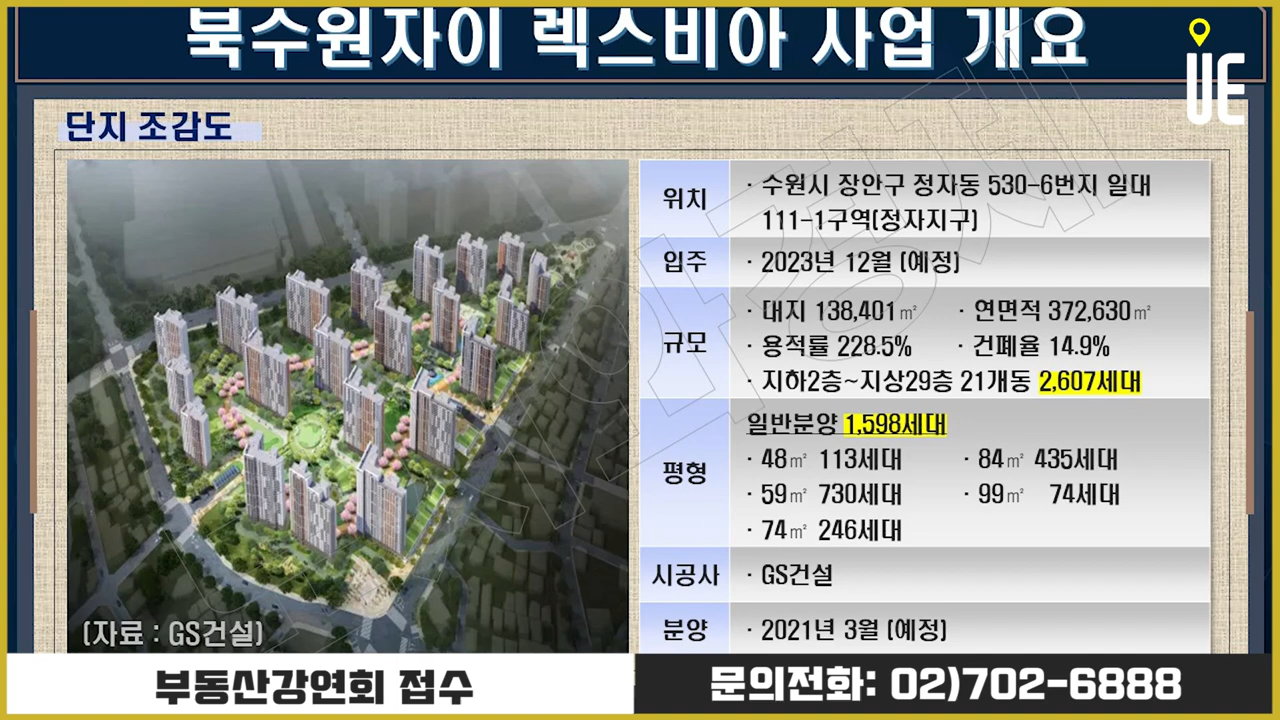 북수원자이 렉스비아 사업 개요
UE
단지 조감도
위치
· 수원시 장안구 정자동 530-6번지 일대
111-1구역(정자지구)
입주
· 2023년 12월 (예정)
규모
· 대지 138,401㎡ · 연면적 372,630㎡
· 용적률 228.5% · 건폐율 14.9%
· 지하2층~지상29층 21개동 2,607세대
평형
일반분양 1,598세대
· 48㎡ 113세대 · 84㎡ 435세대
· 59㎡ 730세대 · 99㎡ 74세대
· 74㎡ 246세대
시공사
· GS건설
분양
· 2021년 3월 (예정)
(자료 : GS건설)
부동산강연회 접수
문의전화: 02)702-6888